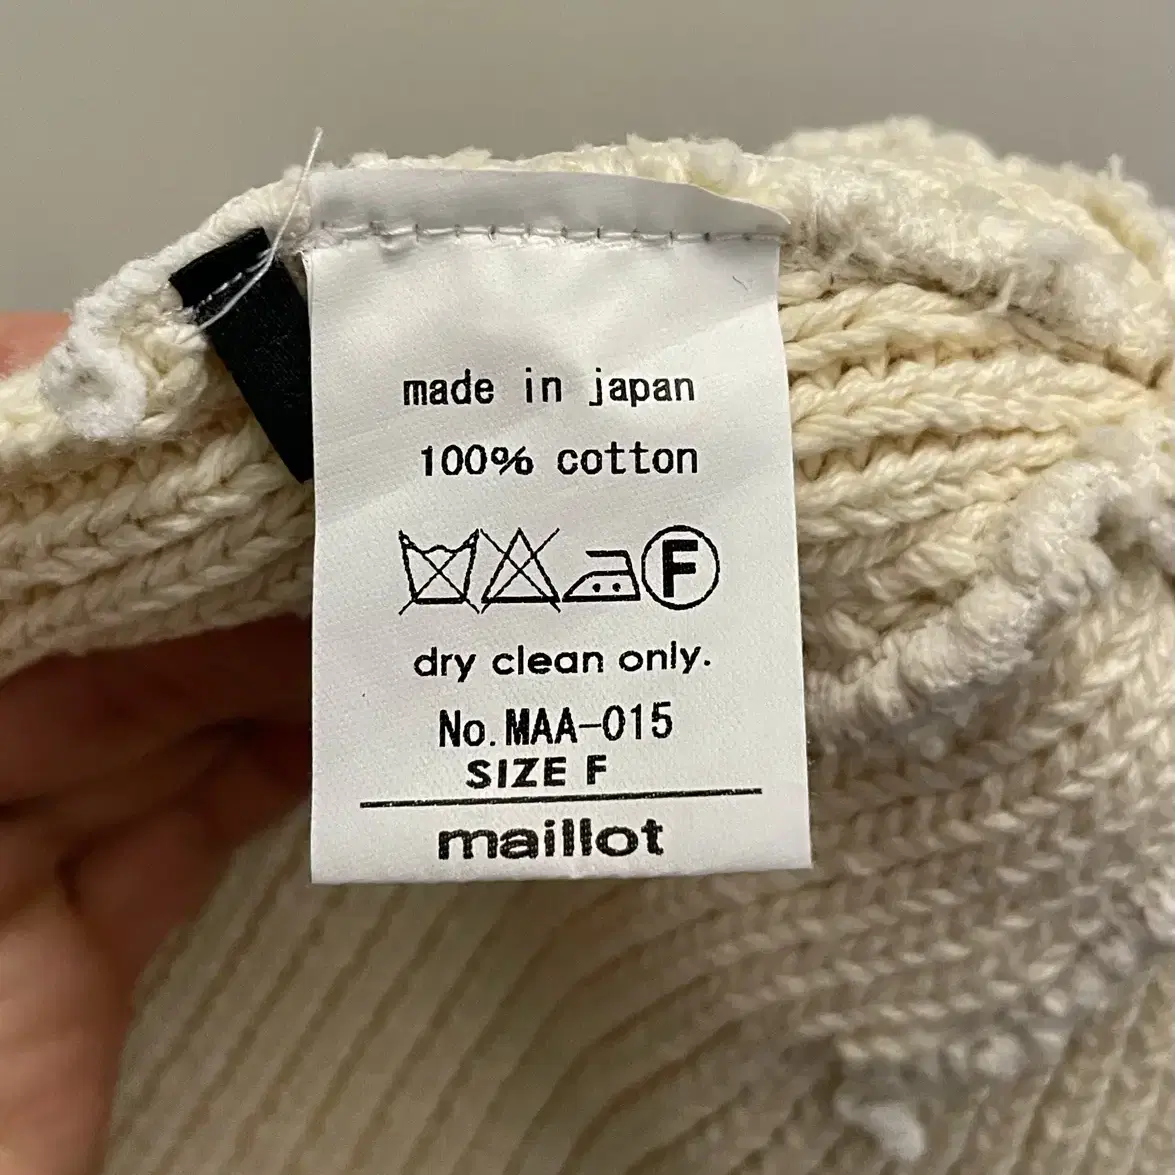 made in japan
100% cotton
F
dry clean only.
No.MAA-015
SIZE F
maillot